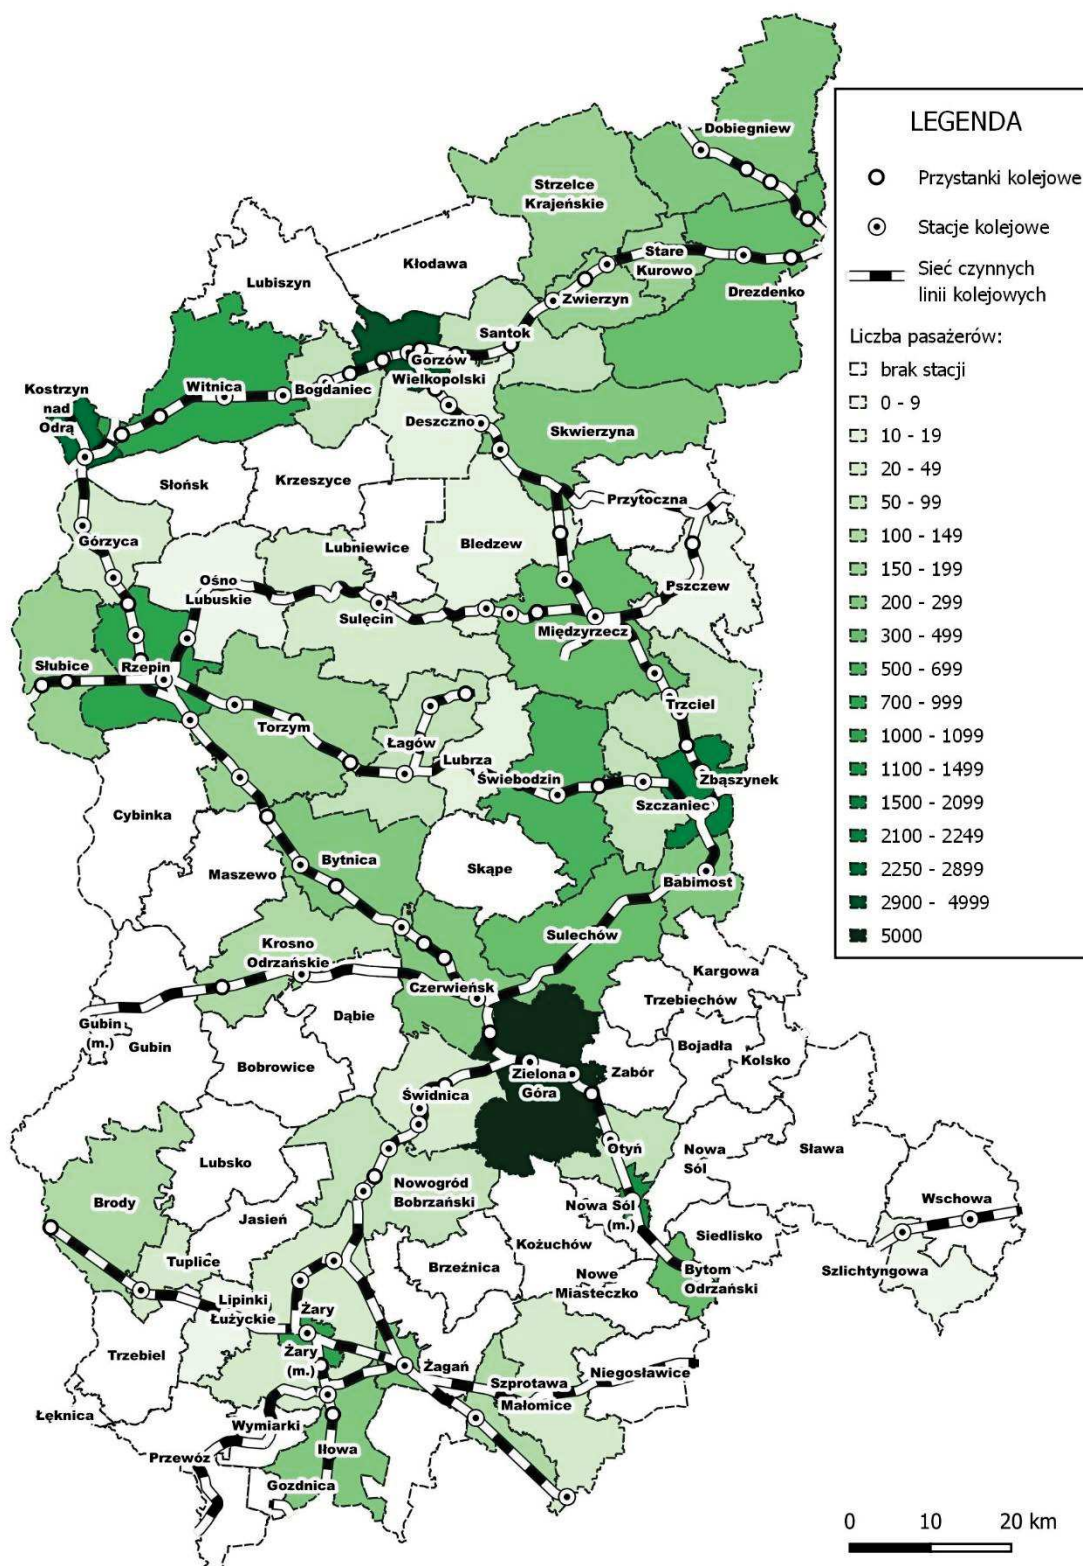 Dobiegniew
Strzelce
Krajeńskie
Stare
Kurowo
Kłodawa
Lubiszyn
Drezdenko
Zwierzyn
Santok
Gorzów
Wielkopolski
Witnica
Bogdaniec
Kostrzyn
nad
Odrą
Deszczno
Skwierzyna
Słońsk
Krzeszyce
Przytoczna
Górzyca
Lubniewice
Bledzew
Ośno
Lubuskie
Pszczew
Sulęcin
Międzyrzecz
Słubice
Rzepin
Trzciel
Torzym
Łagów
Lubrza
Świebodzin
Zbąszynek
Szczaniec
Cybinka
Bytnica
Skąpe
Maszewo
Babimost
Krosno
Odrzańskie
Sulechów
Kargowa
Czerwieńsk
Trzebiechów
Gubin
(m.)
Gubin
Dąbie
Bojadła
Kolsko
Bobrowice
Zielona
Góra
Zabór
Świdnica
Lubsko
Otyń
Nowa
Sól
Sława
Brody
Nowogród
Bobrzański
Wschowa
Jasień
Nowa Sól
(m.)
Tuplice
Kożuchów
Siedlisko
Brzeźnica
Nowe
Miasteczko
Bytom
Odrzański
Szlichtyngowa
Lipinki
Łużyckie
Żary
Trzebiel
Żary
(m.)
Żagań
Niegosławice
Szprotawa
Małomice
Łęknica
Wymiarki
Przewóz
Iłowa
Gozdnica
LEGENDA
Przystanki kolejowe
Stacje kolejowe
Sieć czynnych
linii kolejowych
Liczba pasażerów:
brak stacji
0 - 9
10 - 19
20 - 49
50 - 99
100 - 149
150 - 199
200 - 299
300 - 499
500 - 699
700 - 999
1000 - 1099
1100 - 1499
1500 - 2099
2100 - 2249
2250 - 2899
2900 - 4999
5000
0 10 20 km